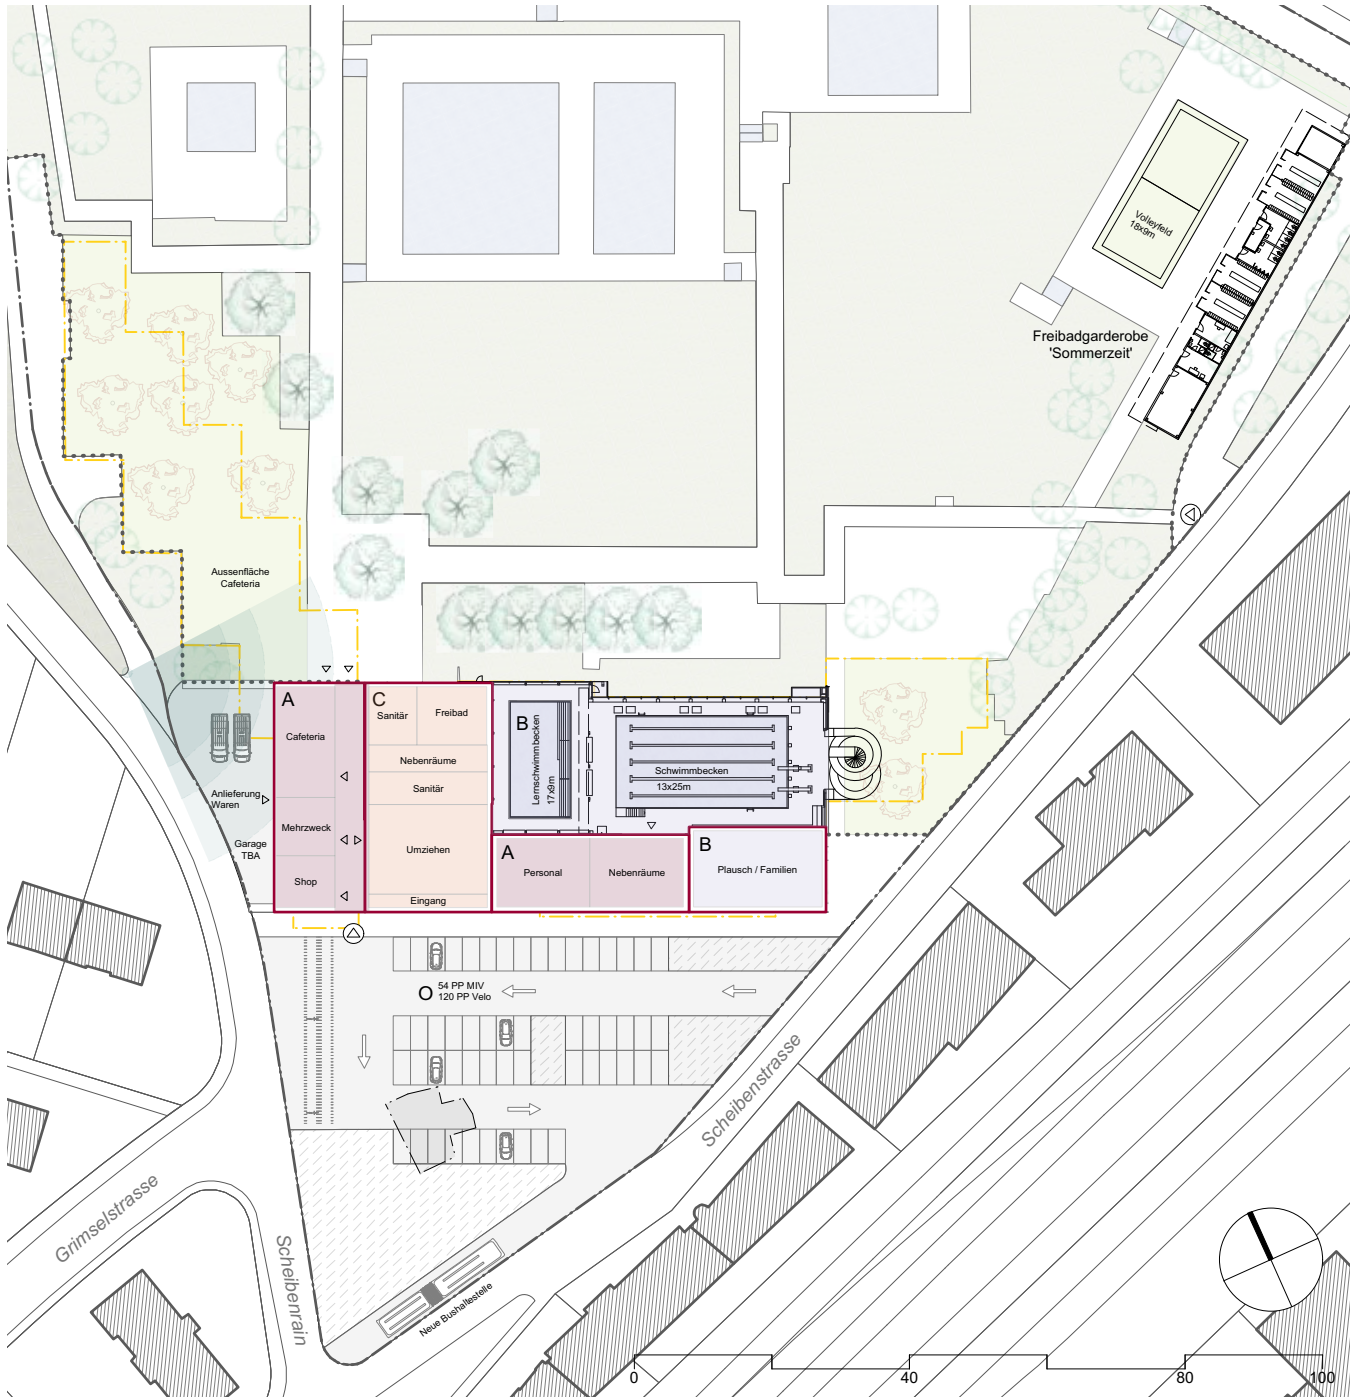 Volleyfeld
18x9m
Freibadgarderobe
'Sommerzeit'
Aussenfläche
Cafeteria
A
Cafeteria
Mehrzweck
Shop
Anlieferung
Waren
Garage
TBA
C
Sanitär
Freibad
Nebenräume
Sanitär
Umziehen
Eingang
B
Lernschwimmbecken
17x9m
Schwimmbecken
13x25m
A
Personal
Nebenräume
B
Plausch / Familien
O
54 PP MIV
120 PP Velo
Scheibenstrasse
Grimselstrasse
Scheibenrain
Neue Bushaltestelle
0
40
80
100